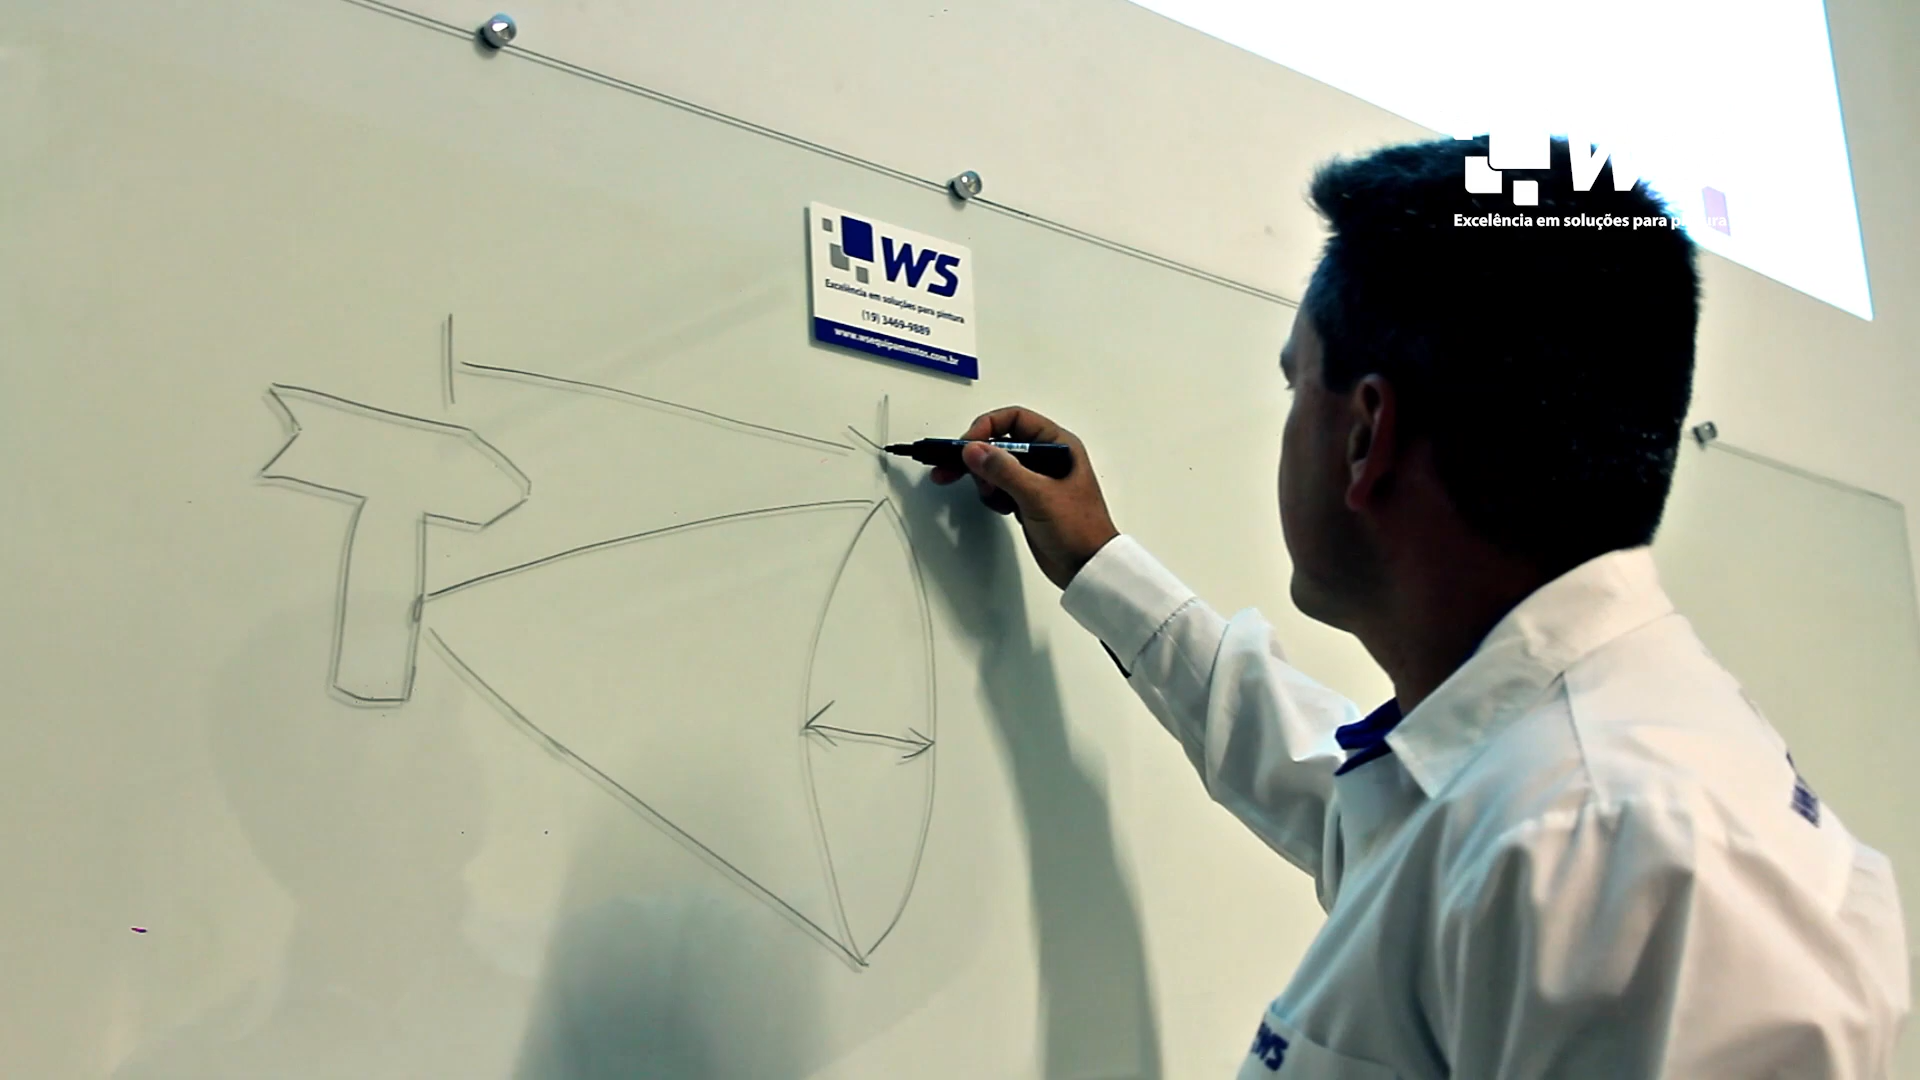 WS
Excelência em soluções para pintura
(19) 3469-9889
www.wsequipamentos.com.br
WS
Excelência em soluções para pintura
WS